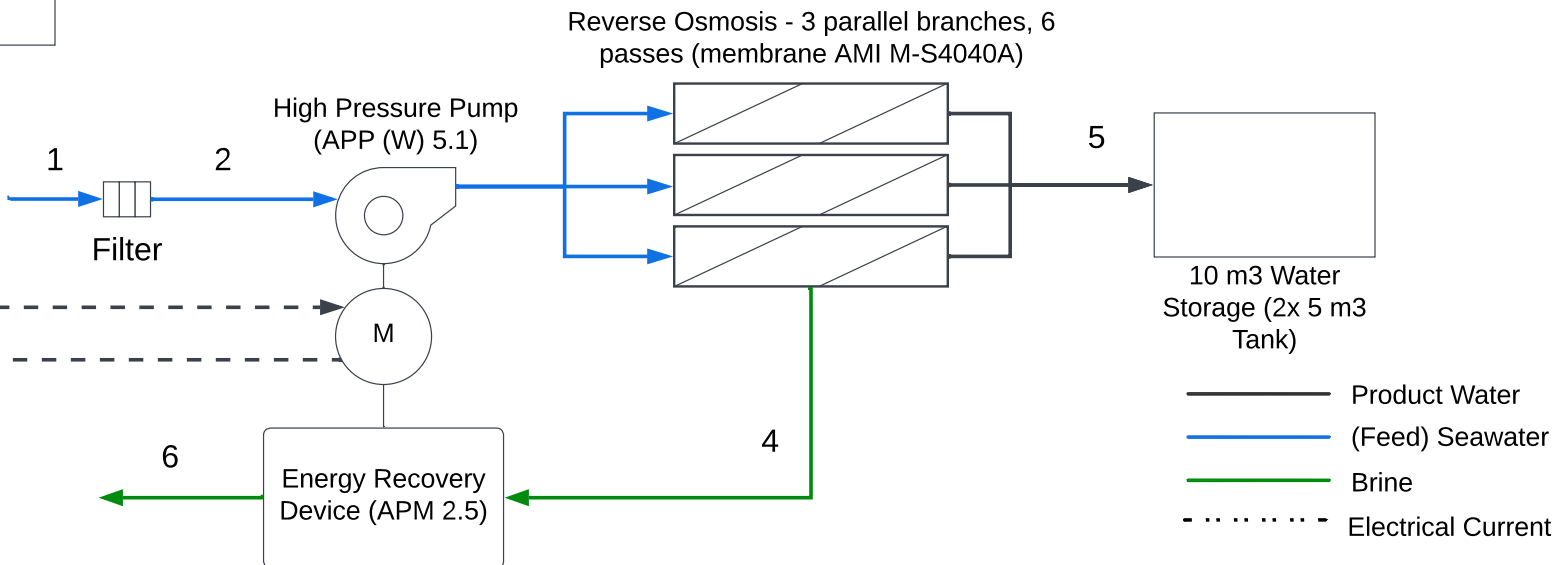 Reverse Osmosis - 3 parallel branches, 6
passes (membrane AMI M-S4040A)
High Pressure Pump
(APP (W) 5.1)
1
2
5
Filter
10 m3 Water
Storage (2x 5 m3
Tank)
M
Product Water
(Feed) Seawater
Brine
Electrical Current
6
4
Energy Recovery
Device (APM 2.5)